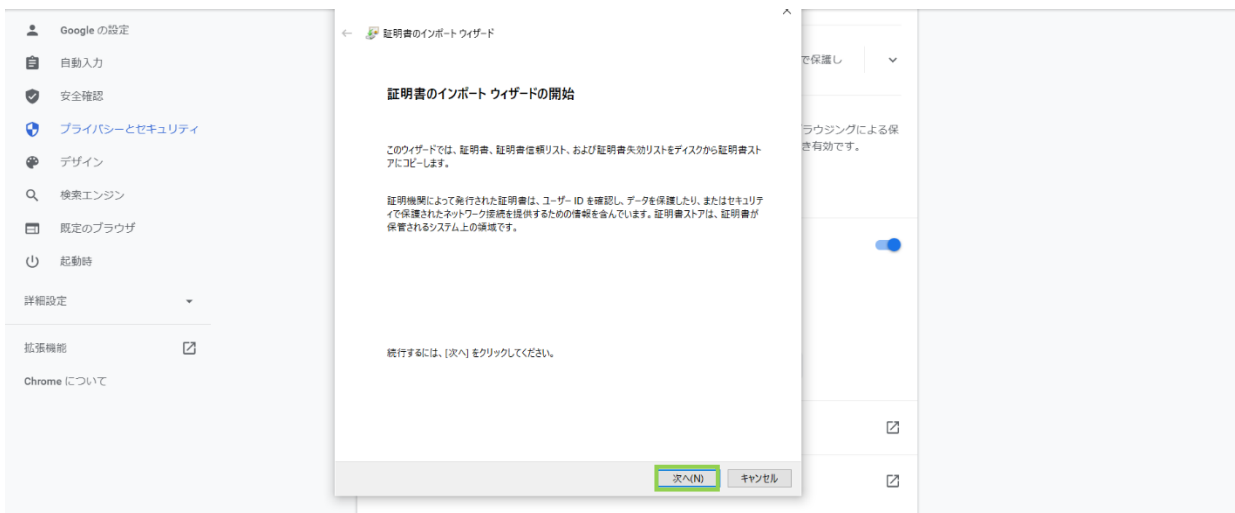 Google の設定
自動入力
安全確認
プライバシーとセキュリティ
デザイン
検索エンジン
既定のブラウザ
起動時
詳細設定
拡張機能
Chrome について
証明書のインポート ウィザード
証明書のインポート ウィザードの開始
このウィザードでは、証明書、証明書信頼リスト、および証明書失効リストをディスクから証明書スト
アにコピーします。
証明機関によって発行された証明書は、ユーザー ID を確認し、データを保護したり、またはセキュリテ
ィで保護されたネットワーク接続を提供するための情報を含んでいます。証明書ストアは、証明書が
保管されるシステム上の領域です。
続行するには、[次へ] をクリックしてください。
次へ(N)
キャンセル
で保護し
ラウジングによる保
き有効です。